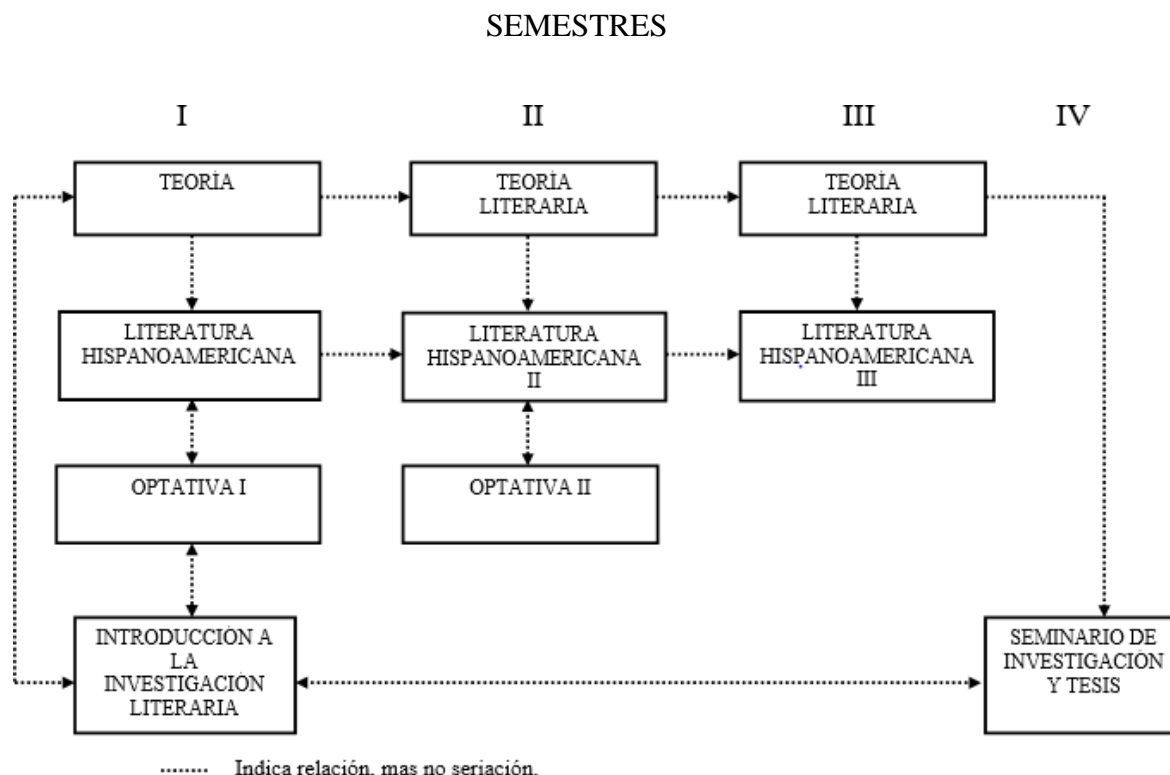 SEMESTRES
I
II
III
IV
TEORÍA
TEORÍA
LITERARIA
TEORÍA
LITERARIA
LITERATURA
HISPANOAMERICANA
LITERATURA
HISPANOAMERICANA
II
LITERATURA
HISPANOAMERICANA
III
OPTATIVA I
OPTATIVA II
INTRODUCCIÓN A
LA
INVESTIGACIÓN
LITERARIA
SEMINARIO DE
INVESTIGACIÓN
Y TESIS
Indica relación, mas no seriación.